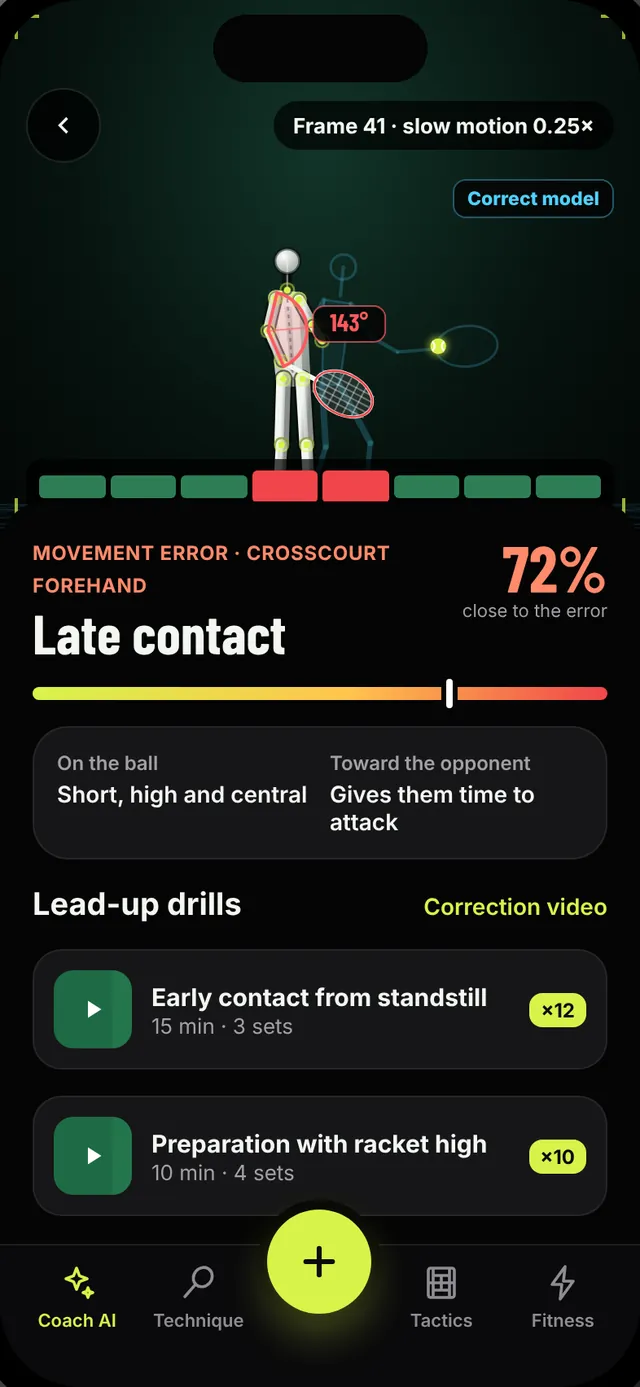 Frame 41 · slow motion 0.25×
Correct model
143°
MOVEMENT ERROR · CROSSCOURT
FOREHAND
72%
close to the error
Late contact
On the ball
Toward the opponent
Short, high and central
Gives them time to
attack
Lead-up drills
Correction video
Early contact from standstill
15 min · 3 sets
×12
Preparation with racket high
10 min · 4 sets
×10
Coach AI
Technique
Tactics
Fitness